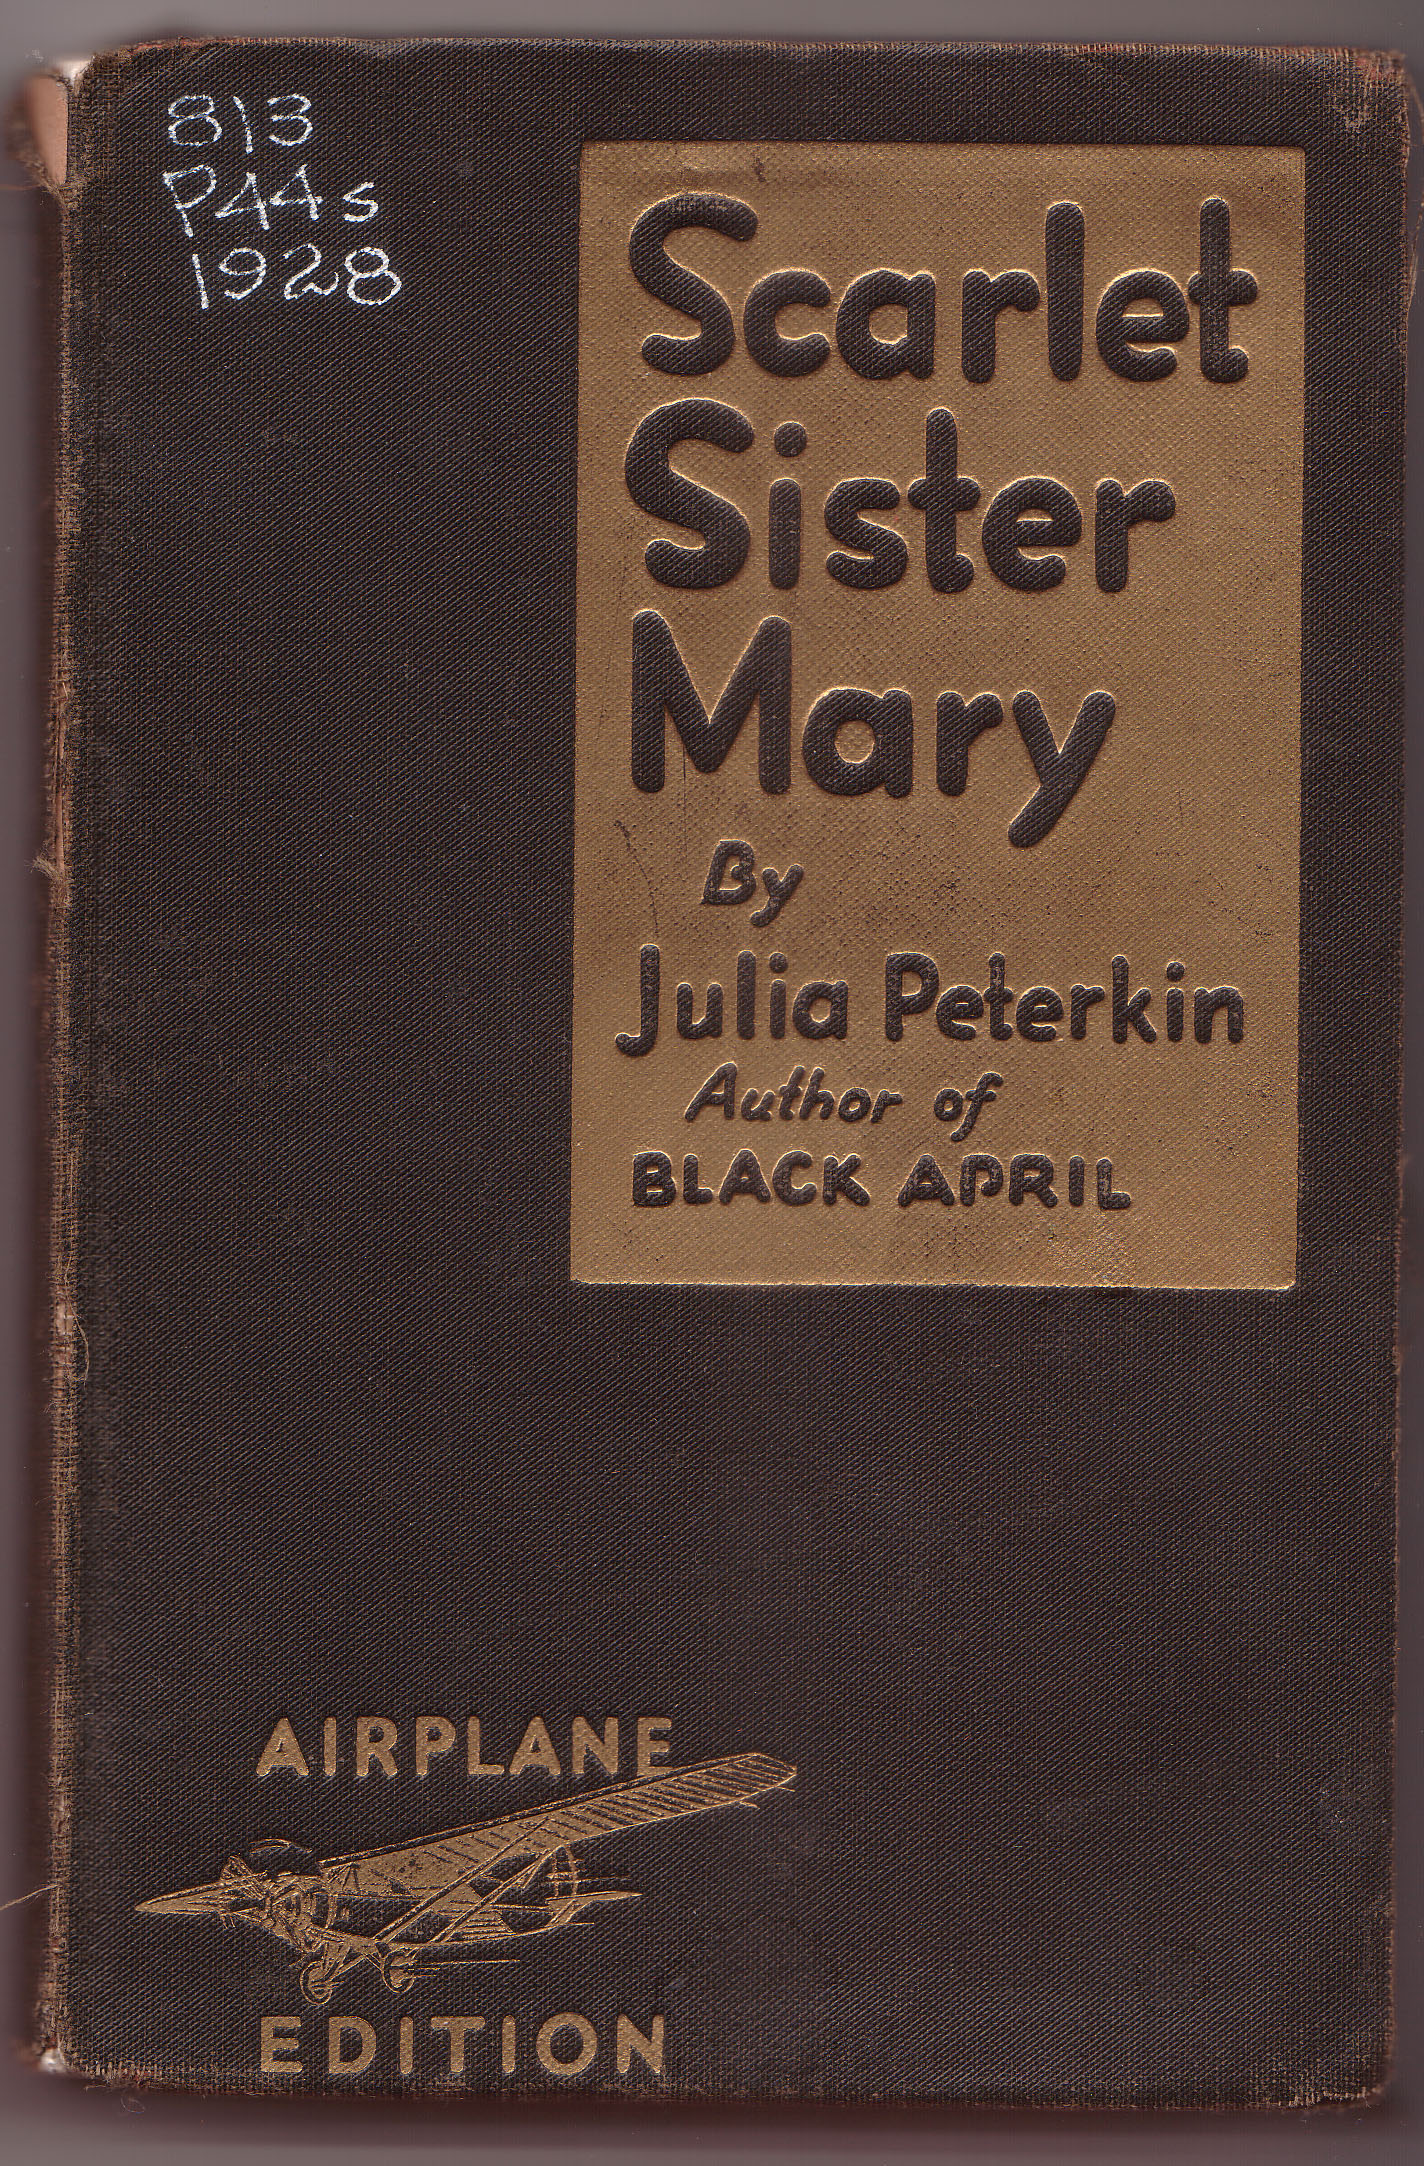 813
P44s
1928
Scarlet
Sister
Mary
By
Julia Peterkin
Author of
BLACK APRIL
AIRPLANE
EDITION